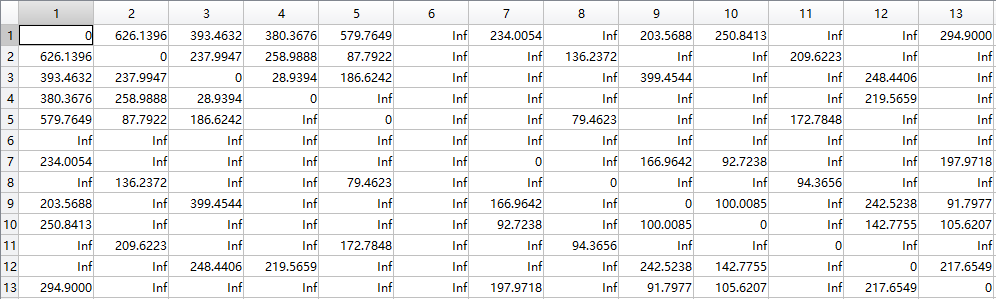 1 2 3 4 5 6 7 8 9 10 11 12 13
1 0 626.1396 393.4632 380.3676 579.7649 Inf 234.0054 Inf 203.5688 250.8413 Inf Inf 294.9000
2 626.1396 0 237.9947 258.9888 87.7922 Inf Inf 136.2372 Inf Inf 209.6223 Inf Inf
3 393.4632 237.9947 0 28.9394 186.6242 Inf Inf Inf 399.4544 Inf Inf 248.4406 Inf
4 380.3676 258.9888 28.9394 0 Inf Inf Inf Inf Inf Inf Inf 219.5659 Inf
5 579.7649 87.7922 186.6242 Inf 0 Inf Inf 79.4623 Inf Inf 172.7848 Inf Inf
6 Inf Inf Inf Inf Inf Inf Inf Inf Inf Inf Inf Inf Inf
7 234.0054 Inf Inf Inf Inf Inf 0 Inf 166.9642 92.7238 Inf Inf 197.9718
8 Inf 136.2372 Inf Inf 79.4623 Inf Inf 0 Inf Inf 94.3656 Inf Inf
9 203.5688 Inf 399.4544 Inf Inf Inf 166.9642 Inf 0 100.0085 Inf 242.5238 91.7977
10 250.8413 Inf Inf Inf Inf Inf 92.7238 Inf 100.0085 0 Inf 142.7755 105.6207
11 Inf 209.6223 Inf Inf 172.7848 Inf Inf 94.3656 Inf Inf 0 Inf Inf
12 Inf Inf 248.4406 219.5659 Inf Inf Inf Inf 242.5238 142.7755 Inf 0 217.6549
13 294.9000 Inf Inf Inf Inf Inf 197.9718 Inf 91.7977 105.6207 Inf 217.6549 0